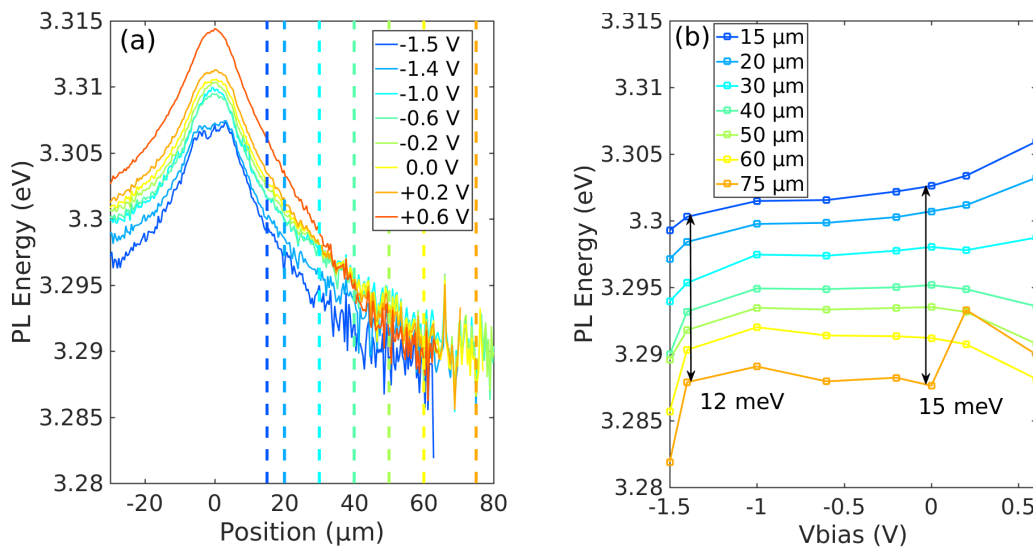 (a)
PL Energy (eV)
3.315
3.31
3.305
3.3
3.295
3.29
3.285
3.28
-20
0
20
40
60
80
Position (μm)
-1.5 V
-1.4 V
-1.0 V
-0.6 V
-0.2 V
0.0 V
+0.2 V
+0.6 V
(b)
PL Energy (eV)
3.315
3.31
3.305
3.3
3.295
3.29
3.285
3.28
-1.5
-1
-0.5
0
0.5
Vbias (V)
15 μm
20 μm
30 μm
40 μm
50 μm
60 μm
75 μm
12 meV
15 meV